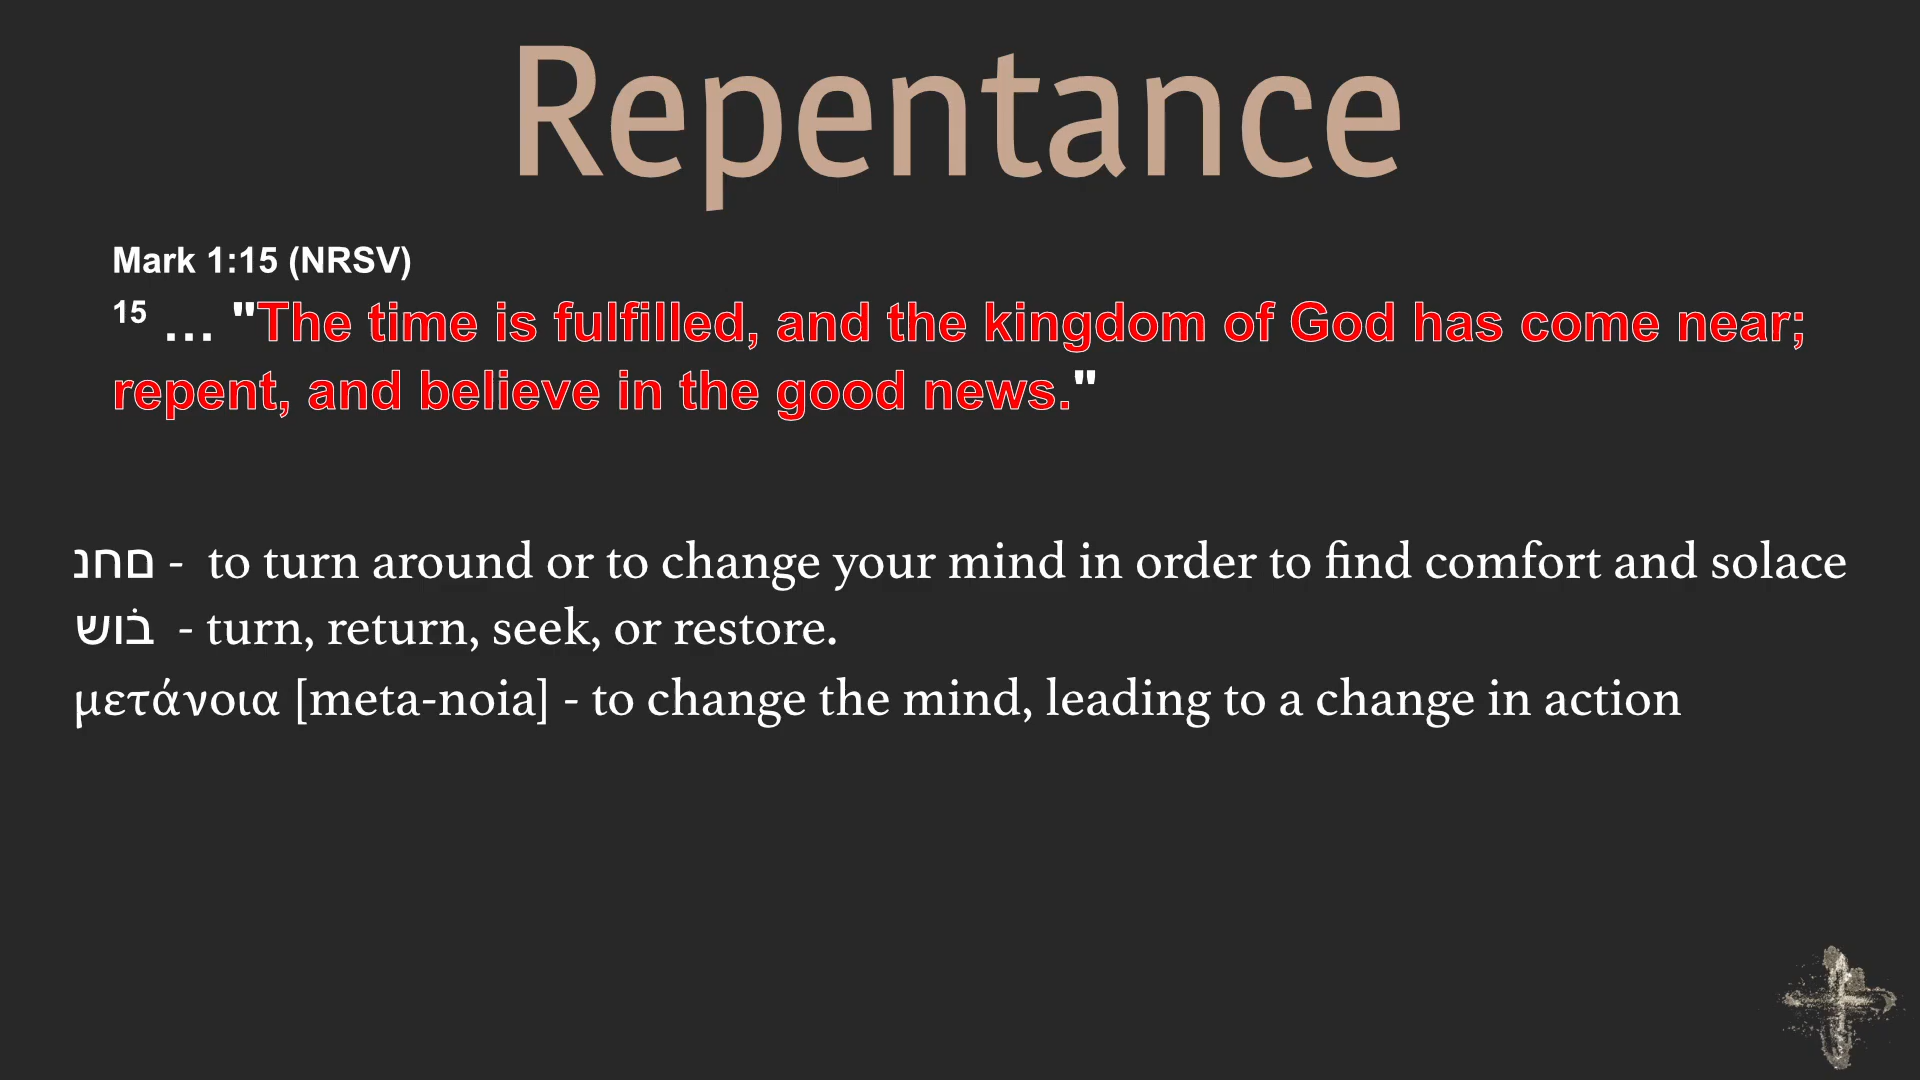 Repentance
Mark 1:15 (NRSV)
15 … "The time is fulfilled, and the kingdom of God has come near;
repent, and believe in the good news."
םחנ - to turn around or to change your mind in order to find comfort and solace
בֹוש - turn, return, seek, or restore.
μετάνοια [meta-noia] - to change the mind, leading to a change in action